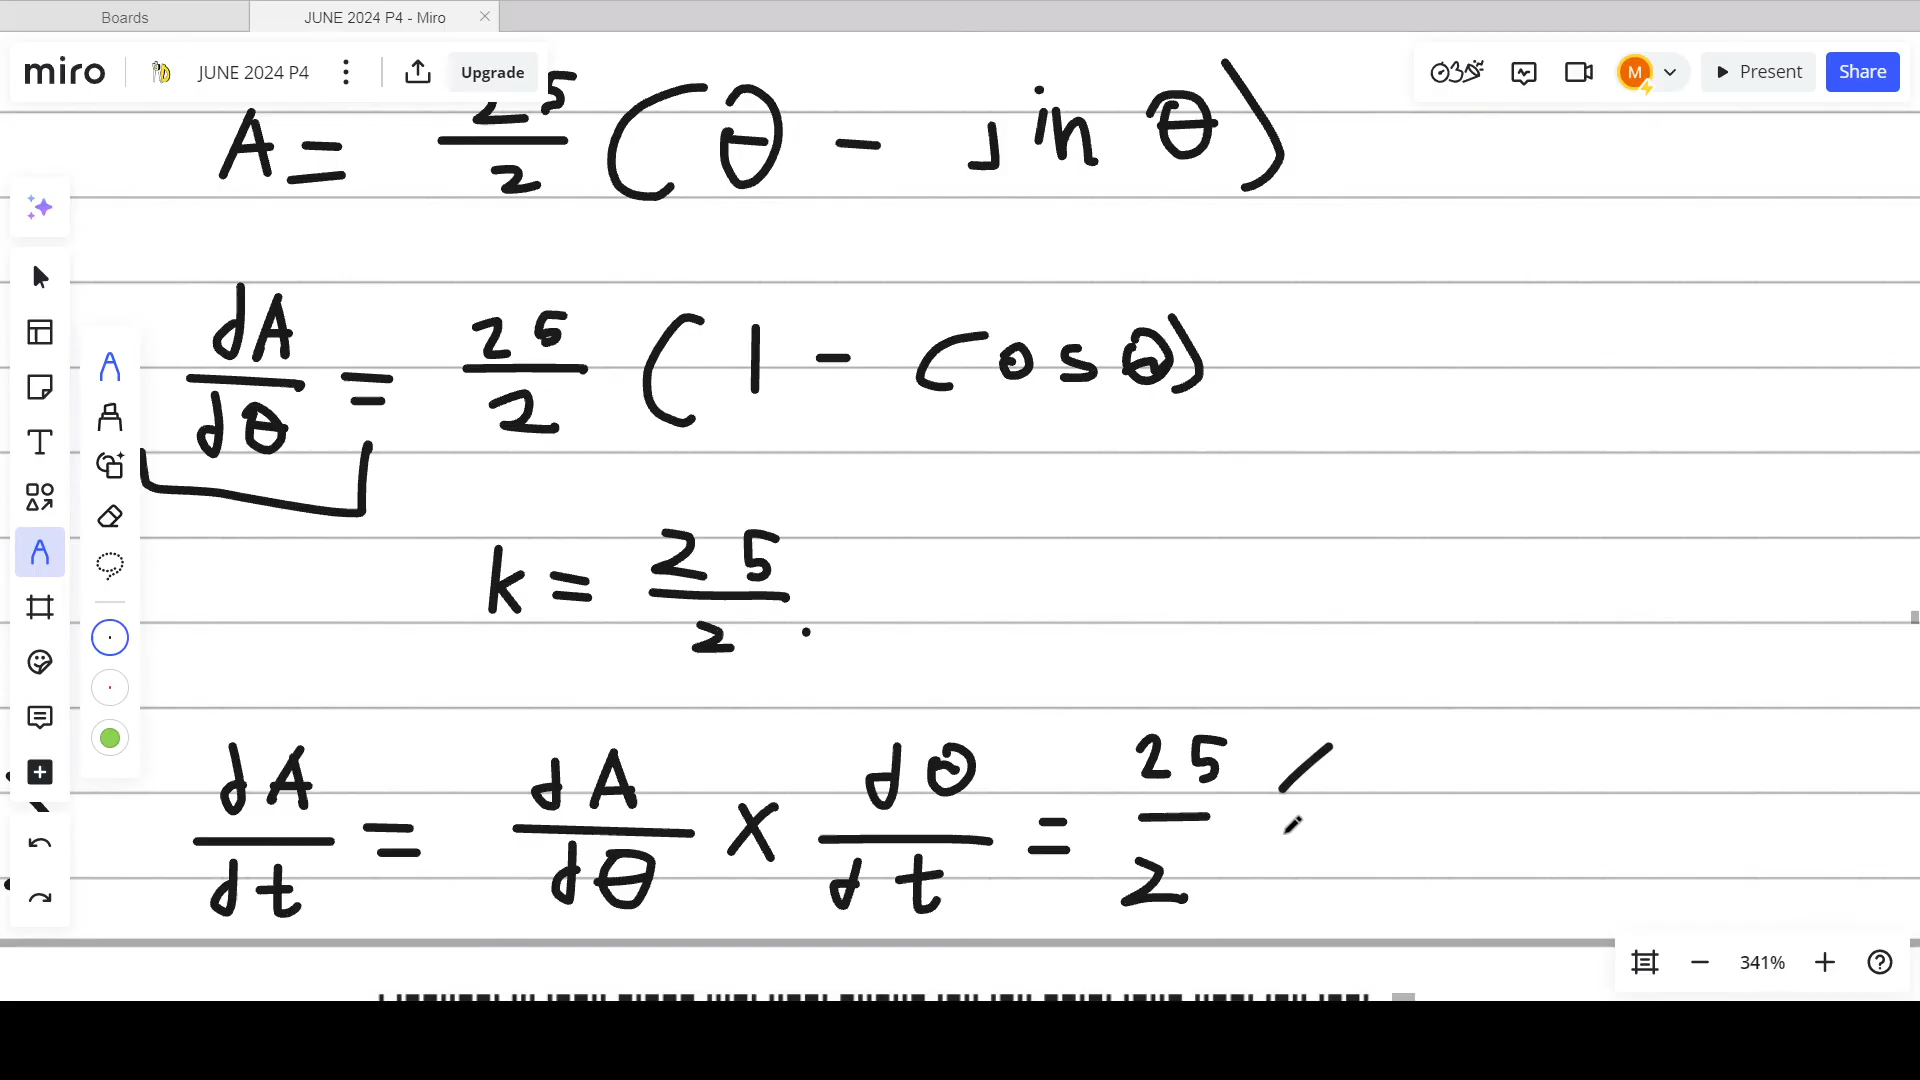 Boards
JUNE 2024 P4 - Miro
miro
JUNE 2024 P4
Upgrade
M
Present
Share
A = 25/2 (θ - sin θ)
dA/dθ = 25/2 (1 - cos θ)
k = 25/2 .
dA/dt = dA/dθ × dθ/dt = 25/2
341%